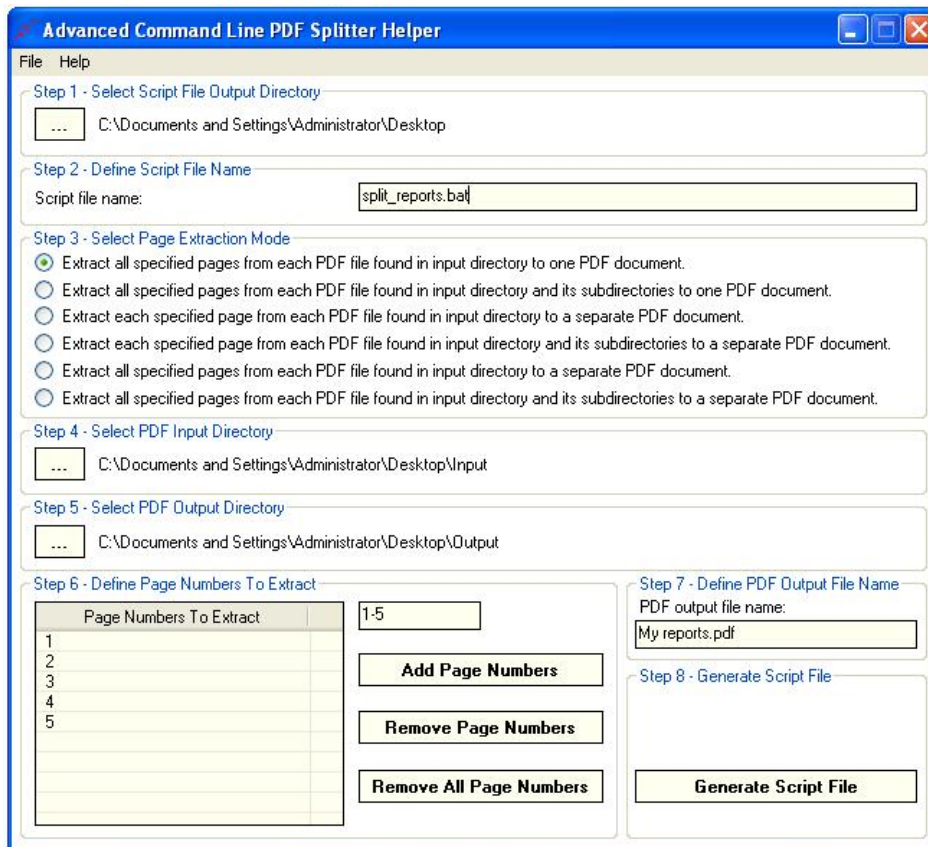 Advanced Command Line PDF Splitter Helper
File Help
Step 1 - Select Script File Output Directory
... C:\Documents and Settings\Administrator\Desktop
Step 2 - Define Script File Name
Script file name: split_reports.bat
Step 3 - Select Page Extraction Mode
Extract all specified pages from each PDF file found in input directory to one PDF document.
Extract all specified pages from each PDF file found in input directory and its subdirectories to one PDF document.
Extract each specified page from each PDF file found in input directory to a separate PDF document.
Extract each specified page from each PDF file found in input directory and its subdirectories to a separate PDF document.
Extract all specified pages from each PDF file found in input directory to a separate PDF document.
Extract all specified pages from each PDF file found in input directory and its subdirectories to a separate PDF document.
Step 4 - Select PDF Input Directory
... C:\Documents and Settings\Administrator\Desktop\Input
Step 5 - Select PDF Output Directory
... C:\Documents and Settings\Administrator\Desktop\Output
Step 6 - Define Page Numbers To Extract
Page Numbers To Extract
1
2
3
4
5
1-5
Add Page Numbers
Remove Page Numbers
Remove All Page Numbers
Step 7 - Define PDF Output File Name
PDF output file name:
My reports.pdf
Step 8 - Generate Script File
Generate Script File